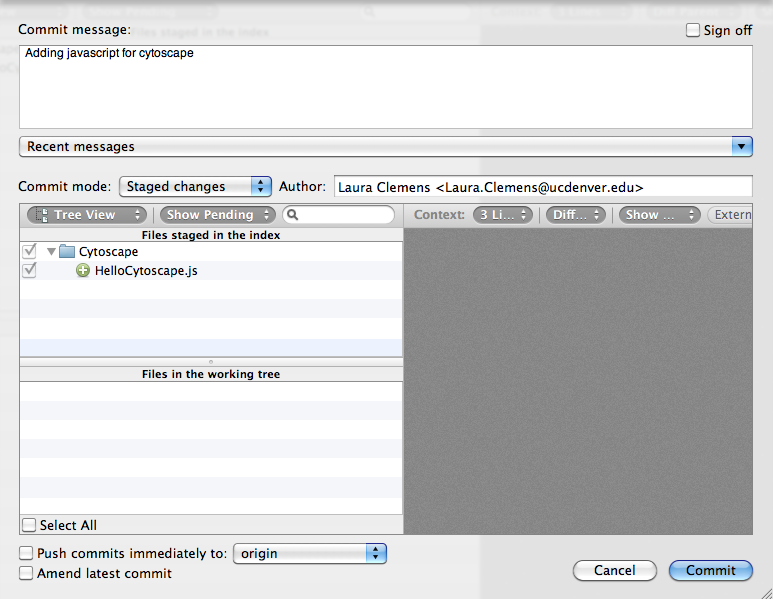 Commit message:
Sign off
Adding javascript for cytoscape
Recent messages
Commit mode: Staged changes Author: Laura Clemens <Laura.Clemens@ucdenver.edu>
Tree View Show Pending Context: 3 Li... Diff... Show ... Extern
Files staged in the index
Cytoscape
HelloCytoscape.js
Files in the working tree
Select All
Push commits immediately to: origin
Amend latest commit
Cancel Commit